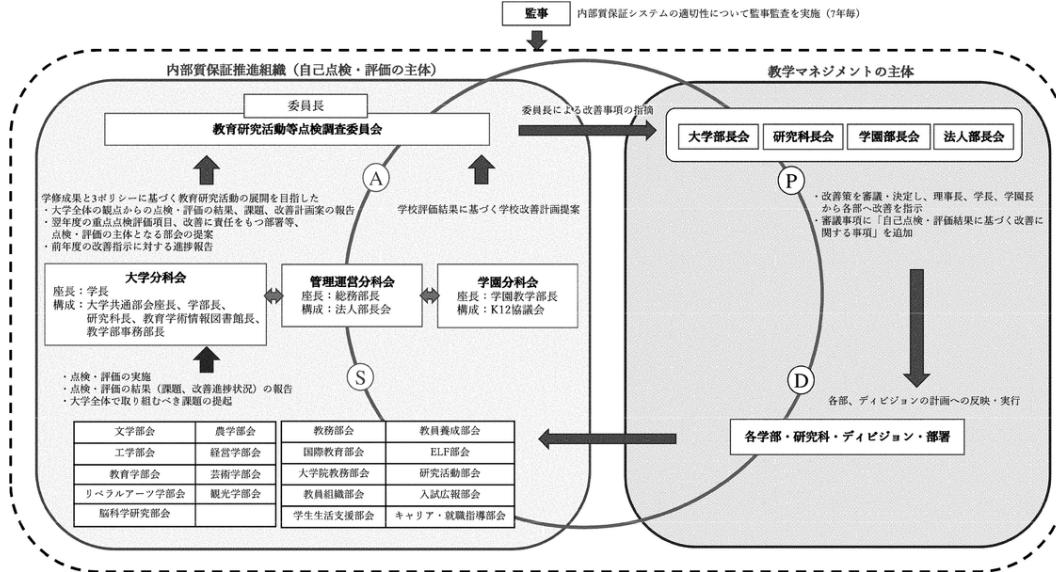 監事
内部質保証システムの適切性について監事監査を実施（7年毎）
内部質保証推進組織（自己点検・評価の主体）
委員長
教育研究活動等点検調査委員会
委員長による改善事項の指摘
教学マネジメントの主体
大学部長会
研究科長会
学園部長会
法人部長会
A
P
学修成果と3ポリシーに基づく教育研究活動の展開を目指した
・大学全体の観点からの点検・評価の結果、課題、改善計画案の報告
・翌年度の重点点検評価項目、改善に責任をもつ部署等、
点検・評価の主体となる部会の提案
・前年度の改善指示に対する進捗報告
学校評価結果に基づく学校改善計画提案
・改善策を審議・決定し、理事長、学長、学園長
から各部へ改善を指示
・審議事項に「自己点検・評価結果に基づく改善に
関する事項」を追加
大学分科会
座長：学長
構成：大学共通部会座長、学部長、
研究科長、教育学術情報図書館長、
教学部事務部長
管理運営分科会
座長：総務部長
構成：法人部長会
学園分科会
座長：学園教学部長
構成：K12協議会
S
D
・点検・評価の実施
・点検・評価の結果（課題、改善進捗状況）の報告
・大学全体で取り組むべき課題の提起
各部、ディビジョンの計画への反映・実行
各学部・研究科・ディビジョン・部署
文学部会
農学部会
工学部会
経営学部会
教育学部会
芸術学部会
リベラルアーツ学部会
観光学部会
脳科学研究部会
教務部会
教員養成部会
国際教育部会
ELF部会
大学院教務部会
研究活動部会
教員組織部会
入試広報部会
学生生活支援部会
キャリア・就職指導部会